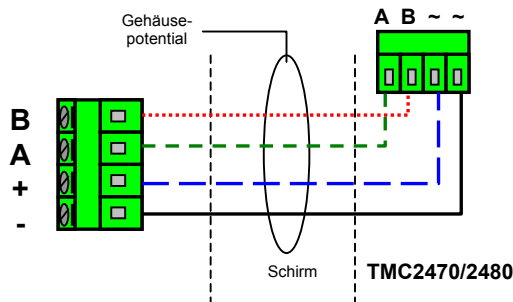 Gehäuse-
potential
A B ~ ~
B
A
+
-
Schirm
TMC2470/2480